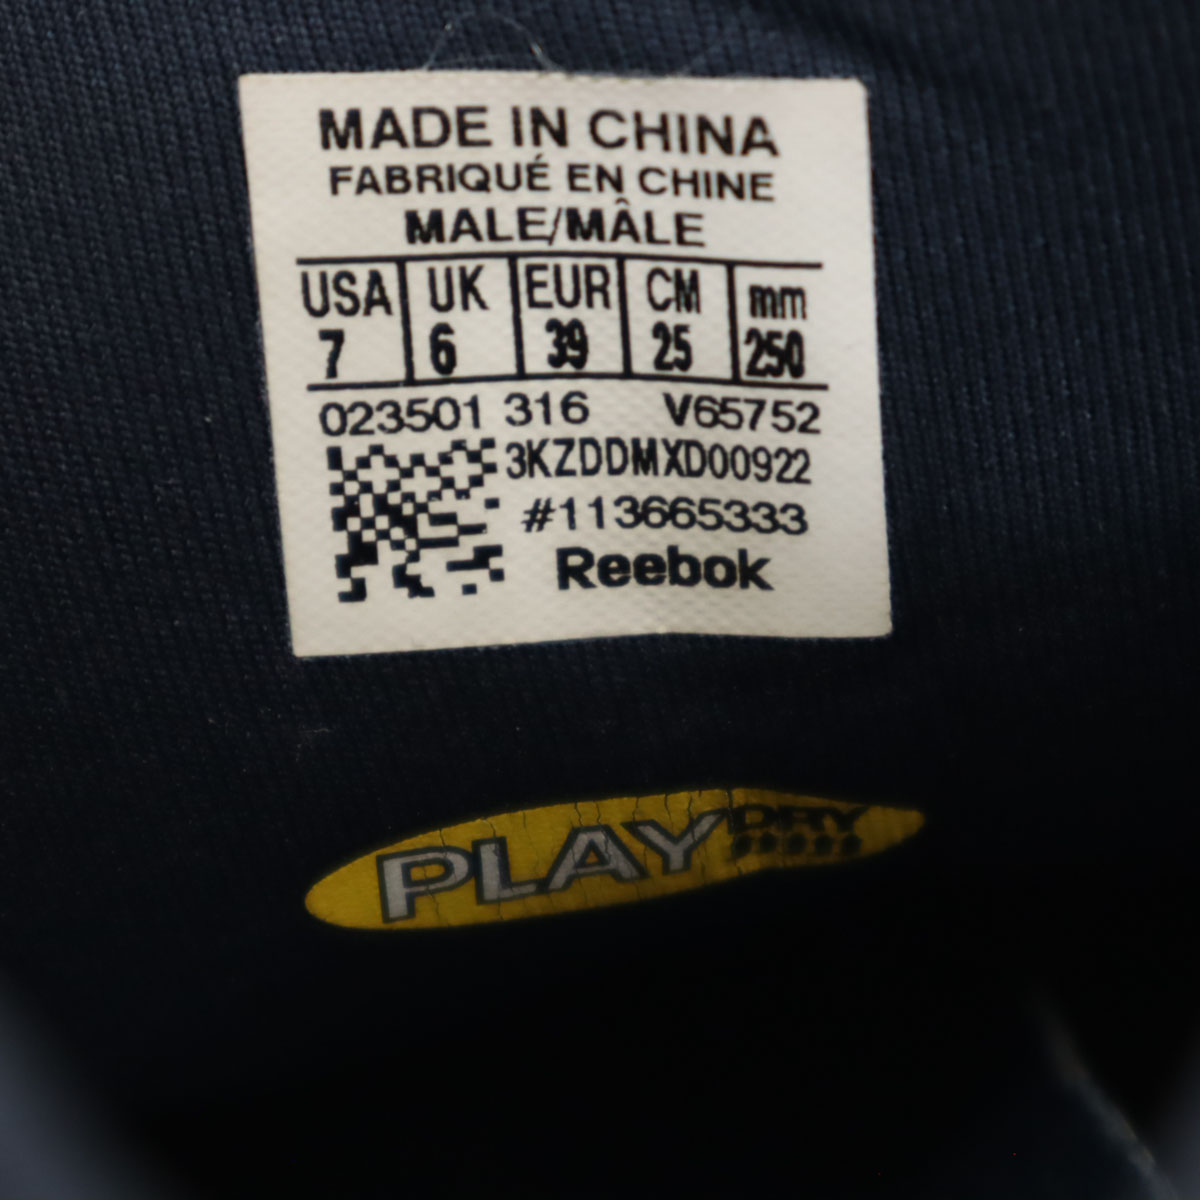 MADE IN CHINA
FABRIQUÉ EN CHINE
MALE/MÂLE
USA UK EUR CM mm
7 6 39 25 250
023501 316 V65752
3KZDDMXD00922
#113665333
Reebok
PLAY DRY